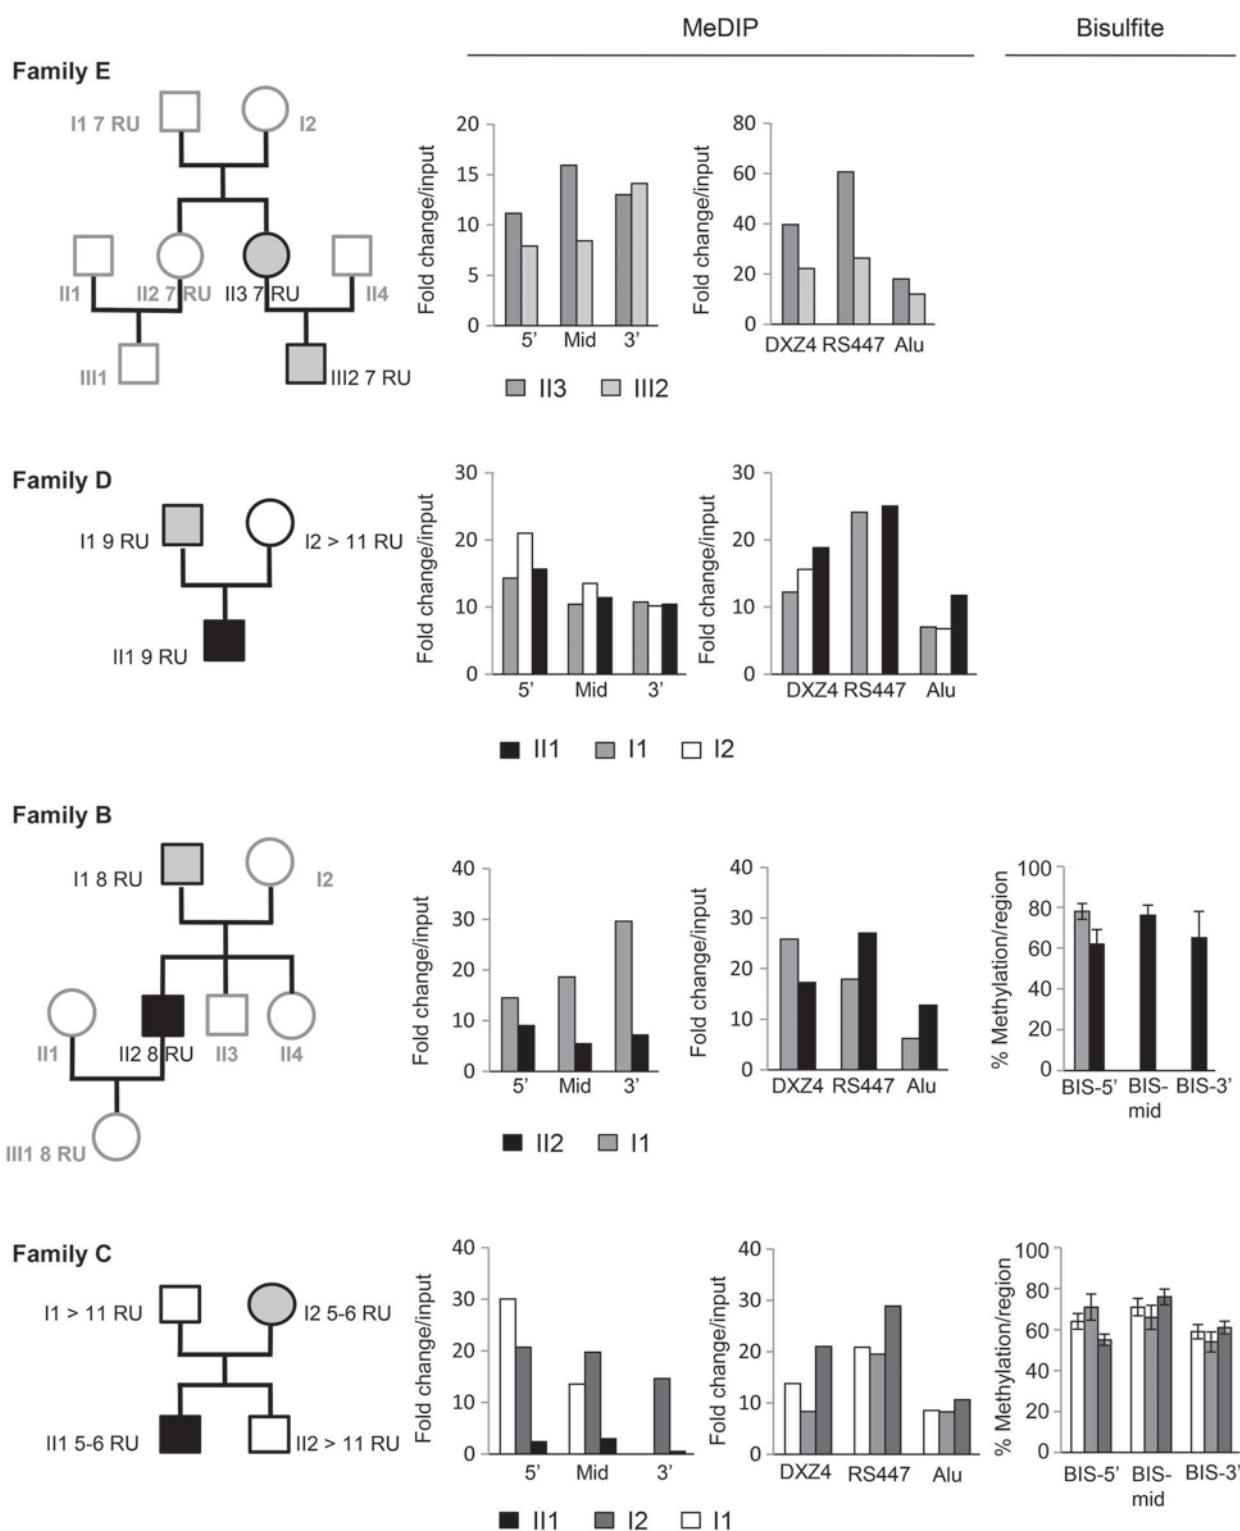 MeDIP Bisulfite
Family E
I1 7 RU I2
II1 II2 7 RU II3 7 RU II4
III1 III2 7 RU
Fold change/input
20
15
10
5
0
5’ Mid 3’
Fold change/input
80
60
40
20
0
DXZ4 RS447 Alu
II3 III2
Family D
I1 9 RU I2 > 11 RU
II1 9 RU
Fold change/input
30
20
10
0
5’ Mid 3’
Fold change/input
30
20
10
0
DXZ4 RS447 Alu
II1 I1 I2
Family B
I1 8 RU I2
II1 II2 8 RU II3 II4
III1 8 RU
Fold change/input
40
30
20
10
0
5’ Mid 3’
Fold change/input
40
30
20
10
0
DXZ4 RS447 Alu
% Methylation/region
100
80
60
40
20
0
BIS-5’ BIS- BIS-3’
mid
II2 I1
Family C
I1 > 11 RU I2 5-6 RU
II1 5-6 RU II2 > 11 RU
Fold change/input
40
30
20
10
0
5’ Mid 3’
Fold change/input
40
30
20
10
0
DXZ4 RS447 Alu
% Methylation/region
100
80
60
40
20
0
BIS-5’ BIS- BIS-3’
mid
II1 I2 I1